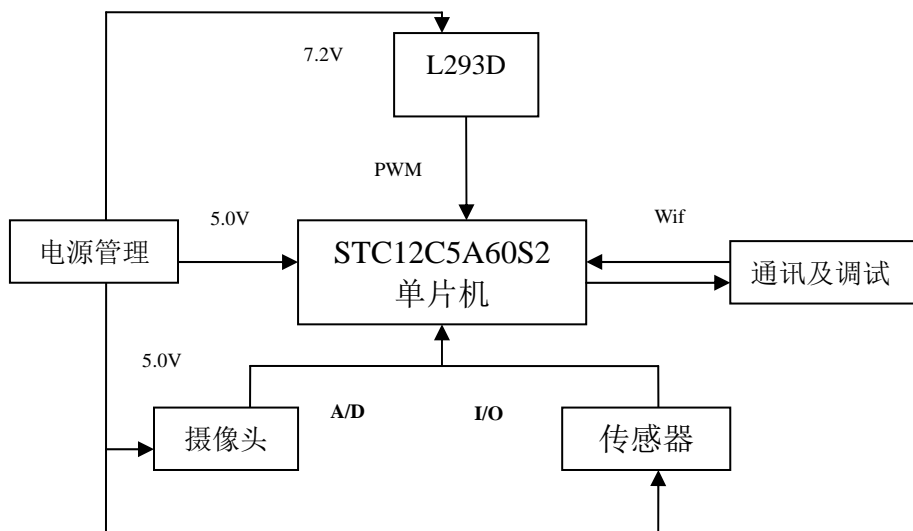 7.2V
L293D
PWM
5.0V
Wif
电源管理
STC12C5A60S2
单片机
通讯及调试
5.0V
A/D
I/O
摄像头
传感器